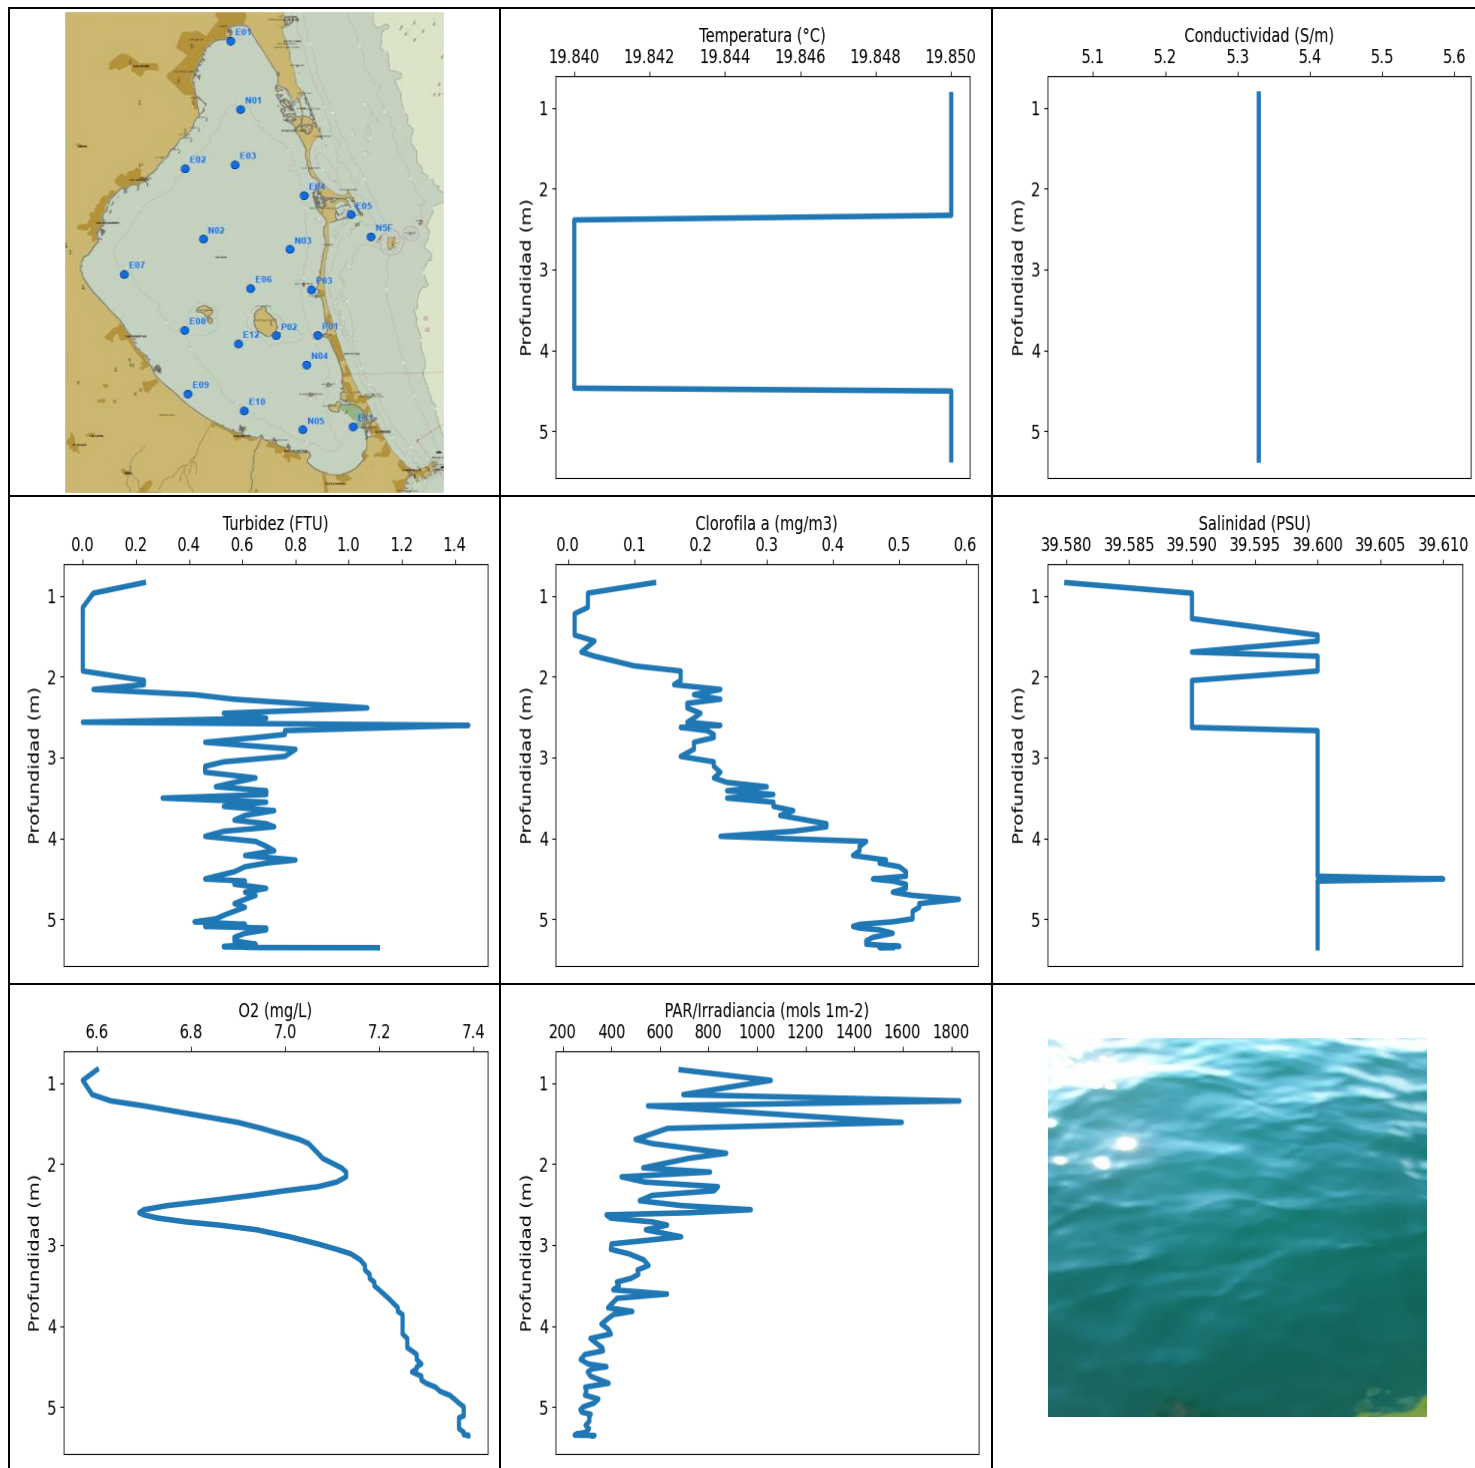 E01
N01
E02
E03
E04
E05
N5F
N02
N03
E07
E06
P03
E08
P02
P01
E12
N04
E09
E10
N05
E11
Temperatura (°C)
19.840 19.842 19.844 19.846 19.848 19.850
Profundidad (m)
1
2
3
4
5
Conductividad (S/m)
5.1 5.2 5.3 5.4 5.5 5.6
Profundidad (m)
1
2
3
4
5
Turbidez (FTU)
0.0 0.2 0.4 0.6 0.8 1.0 1.2 1.4
Profundidad (m)
1
2
3
4
5
Clorofila a (mg/m3)
0.0 0.1 0.2 0.3 0.4 0.5 0.6
Profundidad (m)
1
2
3
4
5
Salinidad (PSU)
39.580 39.585 39.590 39.595 39.600 39.605 39.610
Profundidad (m)
1
2
3
4
5
O2 (mg/L)
6.6 6.8 7.0 7.2 7.4
Profundidad (m)
1
2
3
4
5
PAR/Irradiancia (mols 1m-2)
200 400 600 800 1000 1200 1400 1600 1800
Profundidad (m)
1
2
3
4
5